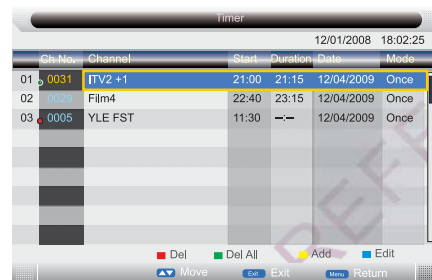 Timer
12/01/2008 18:02:25
Ch No. Channel Start Duration Date Mode
01 0031 ITV2 +1 21:00 21:15 12/04/2009 Once
02 0029 Film4 22:40 23:15 12/04/2009 Once
03 0005 YLE FST 11:30 --:-- 12/04/2009 Once
Del Del All Add Edit
Move Exit Exit Menu Return
REFE